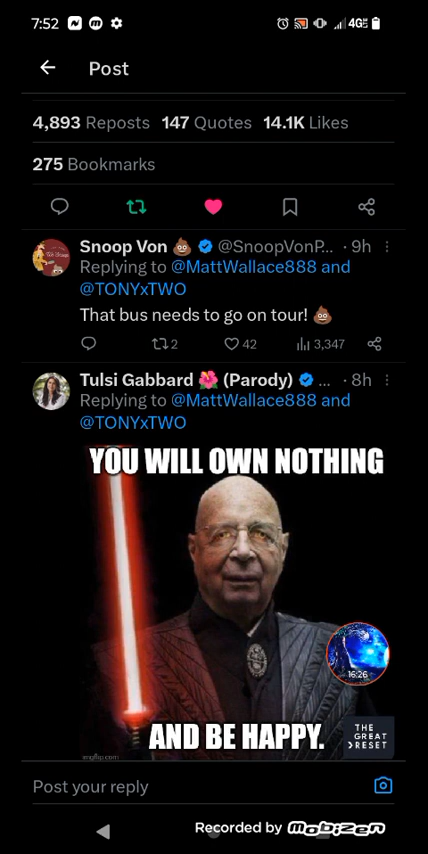 7:52
4G
Post
4,893 Reposts 147 Quotes 14.1K Likes
275 Bookmarks
Snoop Von 💩 @SnoopVonP... · 9h
Replying to @MattWallace888 and
@TONYxTWO
That bus needs to go on tour! 💩
2 42 3,347
Tulsi Gabbard 🌺 (Parody) ... · 8h
Replying to @MattWallace888 and
@TONYxTWO
YOU WILL OWN NOTHING
16:26
AND BE HAPPY.
THE
GREAT
RESET
imgflip.com
Post your reply
Recorded by Mobizen